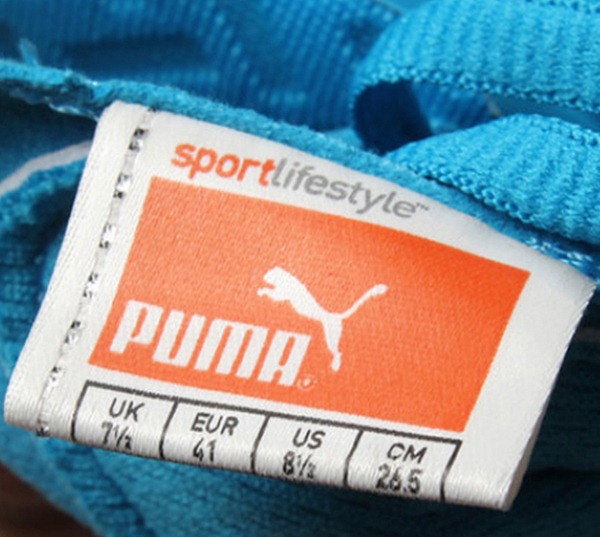 sportlifestyle™
PUMA®
UK EUR US CM
7½ 41 8½ 26.5